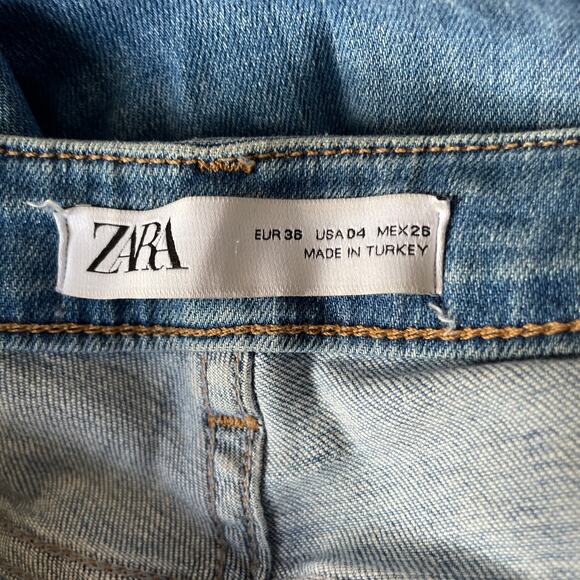 ZARA
EUR 36 USA 04 MEX 26
MADE IN TURKEY